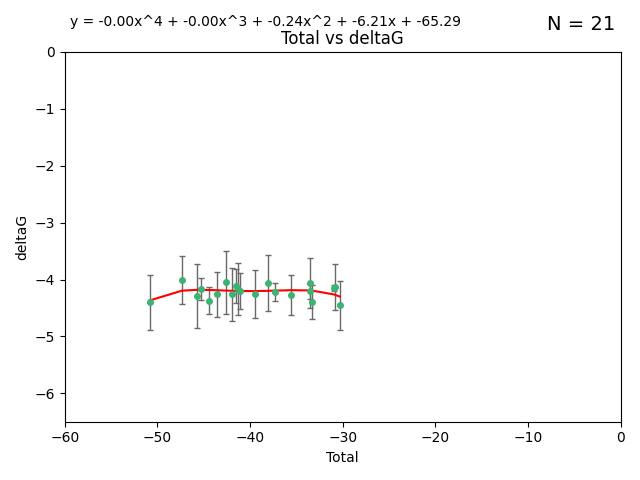 y = -0.00x^4 + -0.00x^3 + -0.24x^2 + -6.21x + -65.29
N = 21
Total vs deltaG
0
−1
−2
−3
−4
−5
−6
deltaG
−60 −50 −40 −30 −20 −10 0
Total